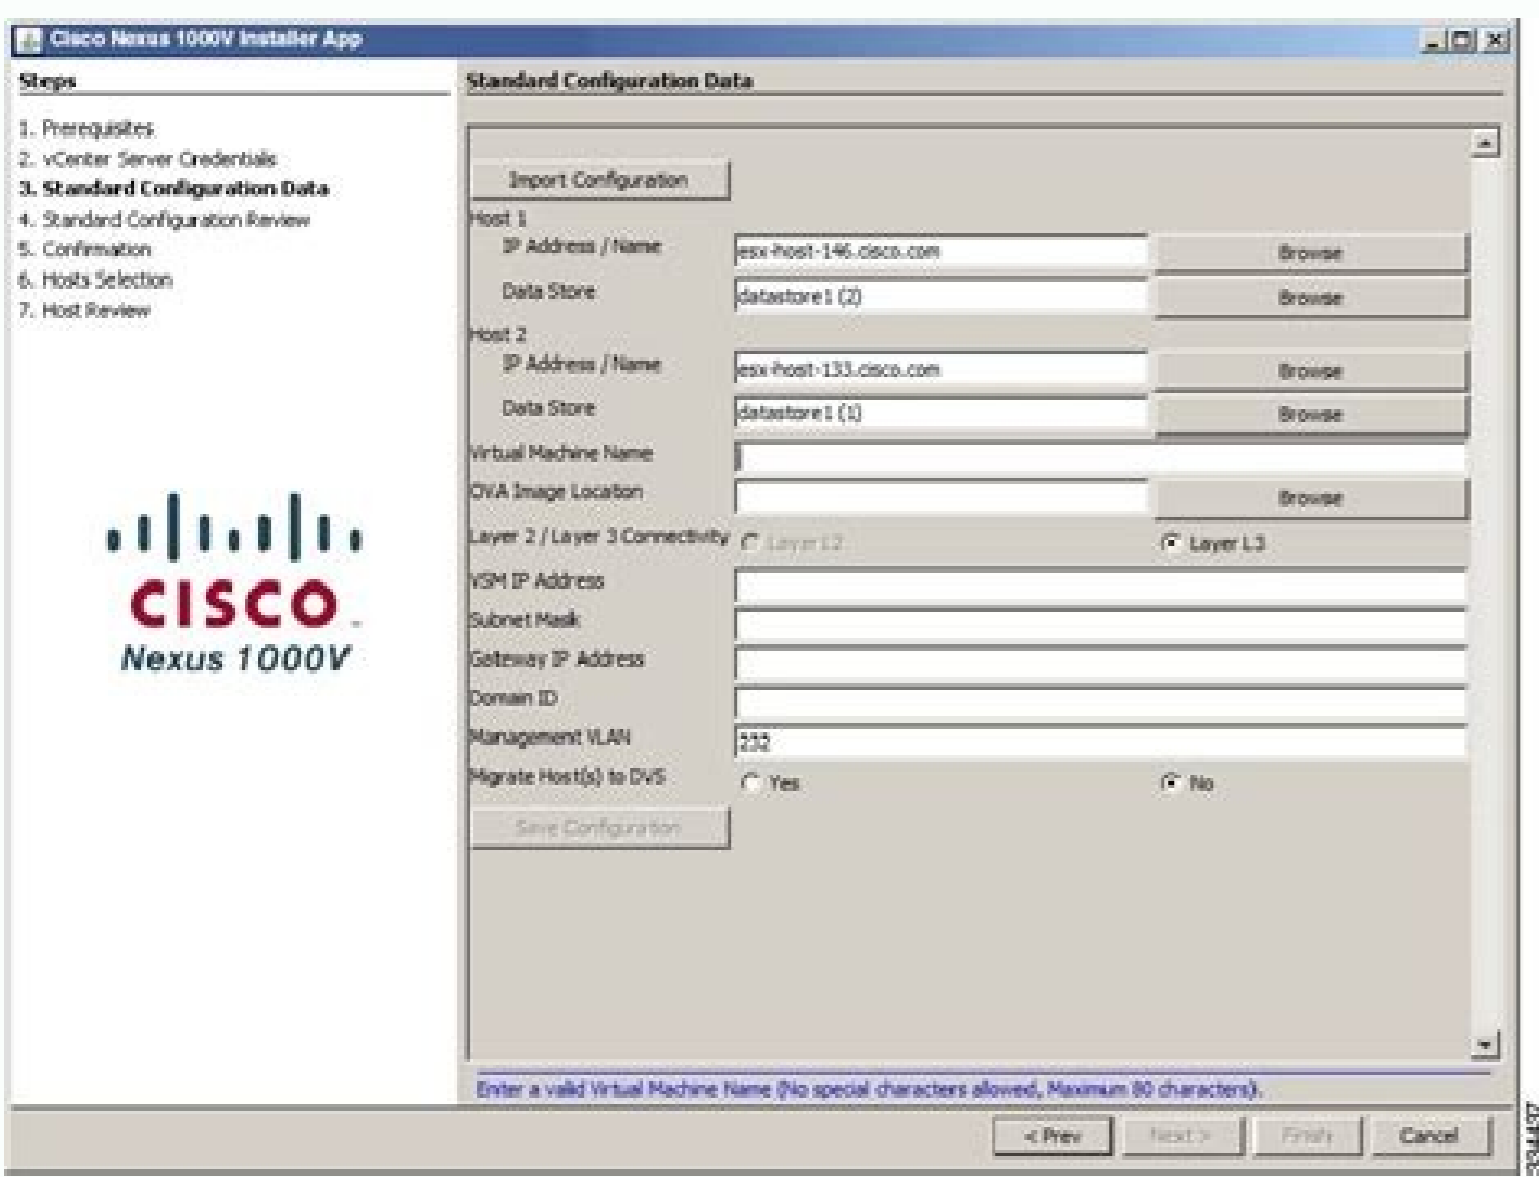 Cisco Nexus 1000V Installer App
Steps
1. Prerequisites
2. vCenter Server Credentials
3. Standard Configuration Data
4. Standard Configuration Review
5. Confirmation
6. Hosts Selection
7. Host Review
CISCO
Nexus 1000V
Standard Configuration Data
Import Configuration
Host 1
IP Address / Name esx-host-146.cisco.com Browse
Data Store datastore1 (2) Browse
Host 2
IP Address / Name esx-host-133.cisco.com Browse
Data Store datastore1 (1) Browse
Virtual Machine Name
OVA Image Location Browse
Layer 2 / Layer 3 Connectivity Layer L2 Layer L3
VSM IP Address
Subnet Mask
Gateway IP Address
Domain ID
Management VLAN 232
Migrate Host(s) to DVS Yes No
Save Configuration
Enter a valid Virtual Machine Name (No special characters allowed, Maximum 80 characters).
< Prev Next > Finish Cancel